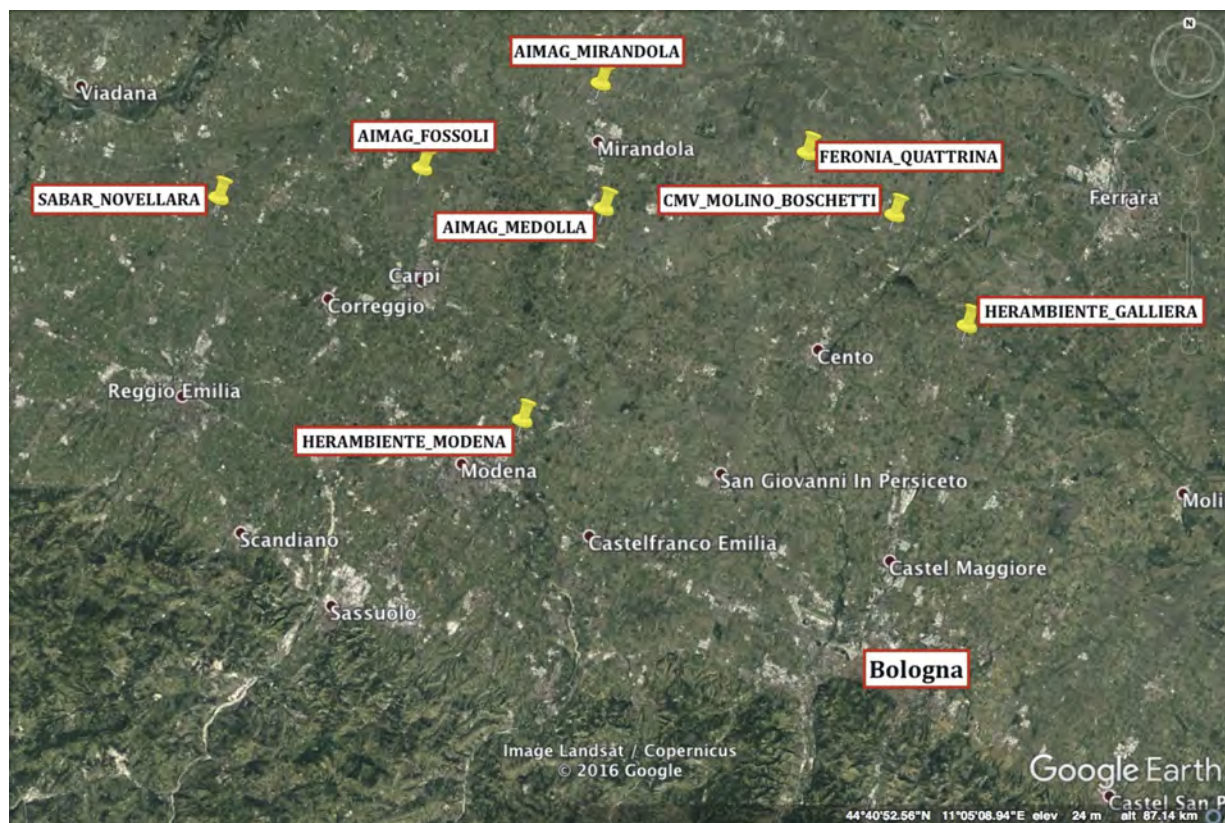 N
AIMAG_MIRANDOLA
Viadana
AIMAG_FOSSOLI
Mirandola
FERONIA_QUATTRINA
SABAR_NOVELLARA
CMV_MOLINO_BOSCHETTI
Ferrara
AIMAG_MEDOLLA
Carpi
Correggio
HERAMBIENTE_GALLIERA
Cento
Reggio Emilia
HERAMBIENTE_MODENA
Modena
San Giovanni In Persiceto
Moli
Scandiano
Castelfranco Emilia
Castel Maggiore
Sassuolo
Bologna
Image Landsat / Copernicus
© 2016 Google
Google Earth
Castel San P
44°40'52.56"N 11°05'08.94"E elev 24 m alt 87.14 km